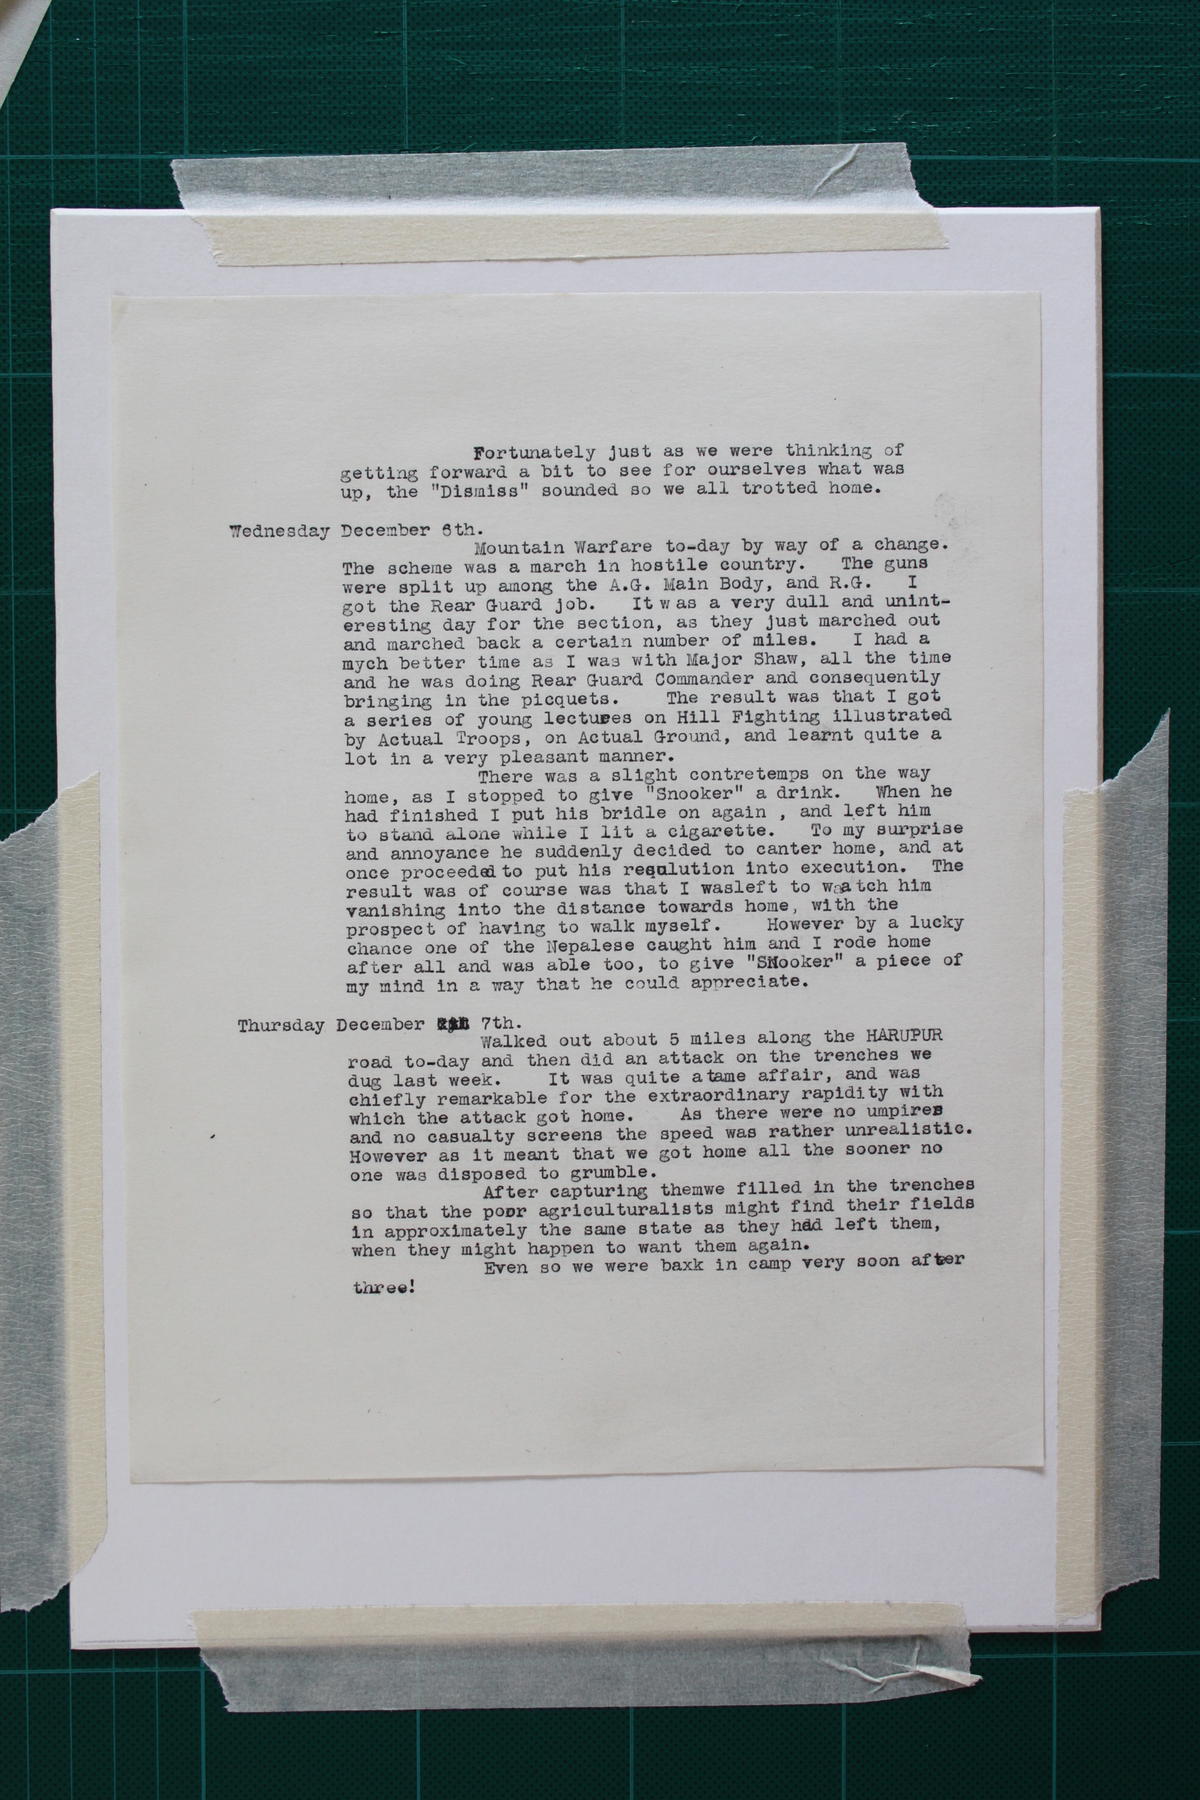 Fortunately just as we were thinking of
getting forward a bit to see for ourselves what was
up, the "Dismiss" sounded so we all trotted home.
Wednesday December 6th.
Mountain Warfare to-day by way of a change.
The scheme was a march in hostile country. The guns
were split up among the A.G. Main Body, and R.G. I
got the Rear Guard job. It was a very dull and unint-
eresting day for the section, as they just marched out
and marched back a certain number of miles. I had a
mych better time as I was with Major Shaw, all the time
and he was doing Rear Guard Commander and consequently
bringing in the picquets. The result was that I got
a series of young lectures on Hill Fighting illustrated
by Actual Troops, on Actual Ground, and learnt quite a
lot in a very pleasant manner.
There was a slight contretemps on the way
home, as I stopped to give "Snooker" a drink. When he
had finished I put his bridle on again , and left him
to stand alone while I lit a cigarette. To my surprise
and annoyance he suddenly decided to canter home, and at
once proceeded to put his resolution into execution. The
result was of course was that I wasleft to watch him
vanishing into the distance towards home, with the
prospect of having to walk myself. However by a lucky
chance one of the Nepalese caught him and I rode home
after all and was able too, to give "SNooker" a piece of
my mind in a way that he could appreciate.
Thursday December 7th.
Walked out about 5 miles along the HARUPUR
road to-day and then did an attack on the trenches we
dug last week. It was quite atame affair, and was
chiefly remarkable for the extraordinary rapidity with
which the attack got home. As there were no umpires
and no casualty screens the speed was rather unrealistic.
However as it meant that we got home all the sooner no
one was disposed to grumble.
After capturing themwe filled in the trenches
so that the poor agriculturalists might find their fields
in approximately the same state as they had left them,
when they might happen to want them again.
Even so we were baxk in camp very soon after
three!